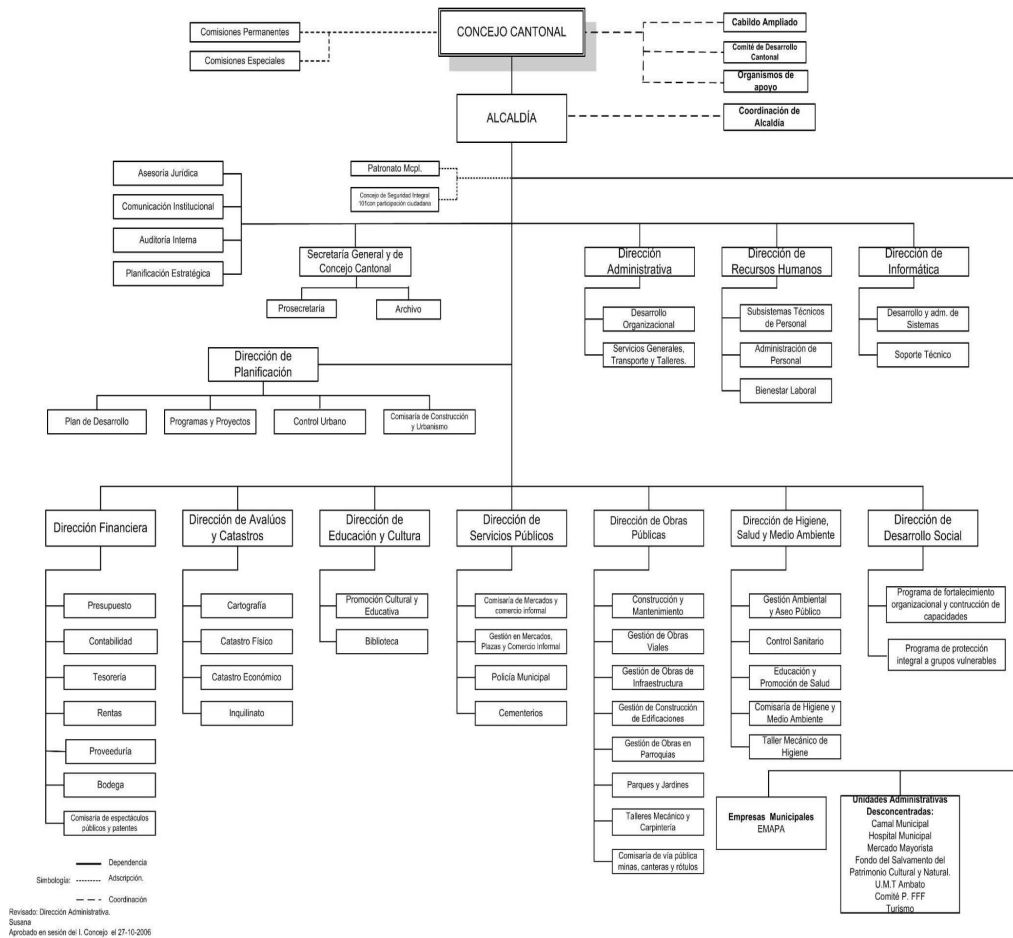 CONCEJO CANTONAL
Comisiones Permanentes
Comisiones Especiales
Cabildo Ampliado
Comité de Desarrollo
Cantonal
Organismos de
apoyo
ALCALDÍA
Coordinación de
Alcaldía
Patronato Mcpl.
Concejo de Seguridad Integral
'101con participación ciudadana
Asesoría Jurídica
Comunicación Institucional
Auditoría Interna
Planificación Estratégica
Secretaría General y de
Concejo Cantonal
Prosecretaría
Archivo
Dirección
Administrativa
Desarrollo
Organizacional
Servicios Generales,
Transporte y Talleres.
Dirección de
Recursos Humanos
Subsistemas Técnicos
de Personal
Administración de
Personal
Bienestar Laboral
Dirección de
Informática
Desarrollo y adm. de
Sistemas
Soporte Técnico
Dirección de
Planificación
Plan de Desarrollo
Programas y Proyectos
Control Urbano
Comisaría de Construcción
y Urbanismo
Dirección Financiera
Presupuesto
Contabilidad
Tesorería
Rentas
Proveeduría
Bodega
Comisaría de espectáculos
públicos y patentes
Dirección de Avalúos
y Catastros
Cartografía
Catastro Físico
Catastro Económico
Inquilinato
Dirección de
Educación y Cultura
Promoción Cultural y
Educativa
Biblioteca
Dirección de
Servicios Públicos
Comisaría de Mercados y
comercio informal
Gestión en Mercados,
Plazas y Comercio Informal
Policía Municipal
Cementerios
Dirección de Obras
Públicas
Construcción y
Mantenimiento
Gestión de Obras
Viales
Gestión de Obras de
Infraestructura
Gestión de Construcción
de Edificaciones
Gestión de Obras en
Parroquias
Parques y Jardines
Talleres Mecánico y
Carpintería
Comisaría de vía pública
minas, canteras y rótulos
Dirección de Higiene,
Salud y Medio Ambiente
Gestión Ambiental
y Aseo Público
Control Sanitario
Educación y
Promoción de Salud
Comisaría de Higiene y
Medio Ambiente
Taller Mecánico de
Higiene
Dirección de
Desarrollo Social
Programa de fortalecimiento
organizacional y contrucción de
capacidades
Programa de protección
integral a grupos vulnerables
Empresas Municipales
EMAPA
Unidades Administrativas
Desconcentradas:
Camal Municipal
Hospital Municipal
Mercado Mayorista
Fondo del Salvamento del
Patrimonio Cultural y Natural.
U.M.T Ambato
Comité P. FFF
Turismo
Simbología:
Dependencia
Adscripción.
Coordinación
Revisado: Dirección Administrativa.
Susana
Aprobado en sesión del I. Concejo el 27-10-2006